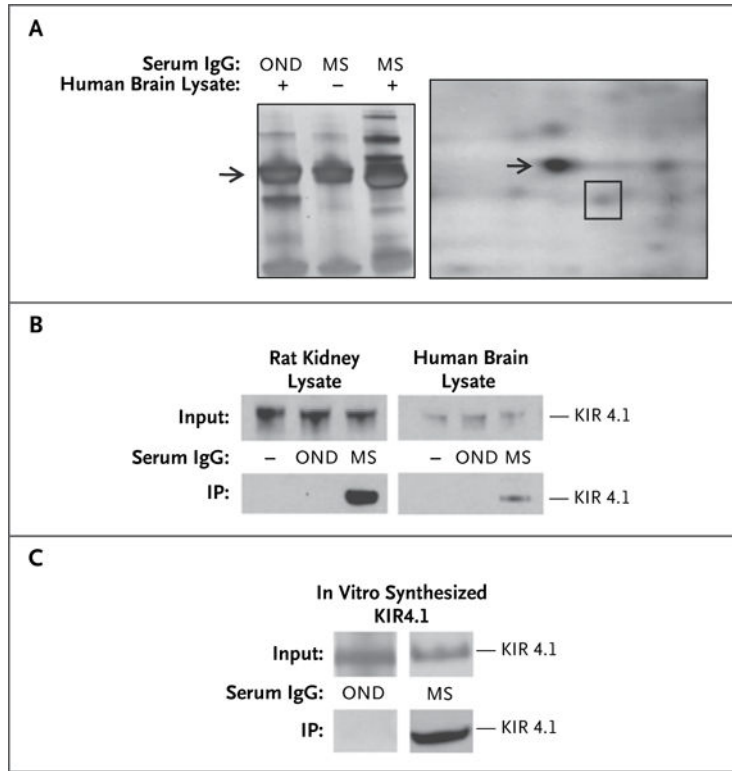 A
Serum IgG: OND MS MS
Human Brain Lysate: + – +
B
Rat Kidney Lysate
Human Brain Lysate
Input: — KIR 4.1
Serum IgG: – OND MS – OND MS
IP: — KIR 4.1
C
In Vitro Synthesized
KIR4.1
Input: — KIR 4.1
Serum IgG: OND MS
IP: — KIR 4.1